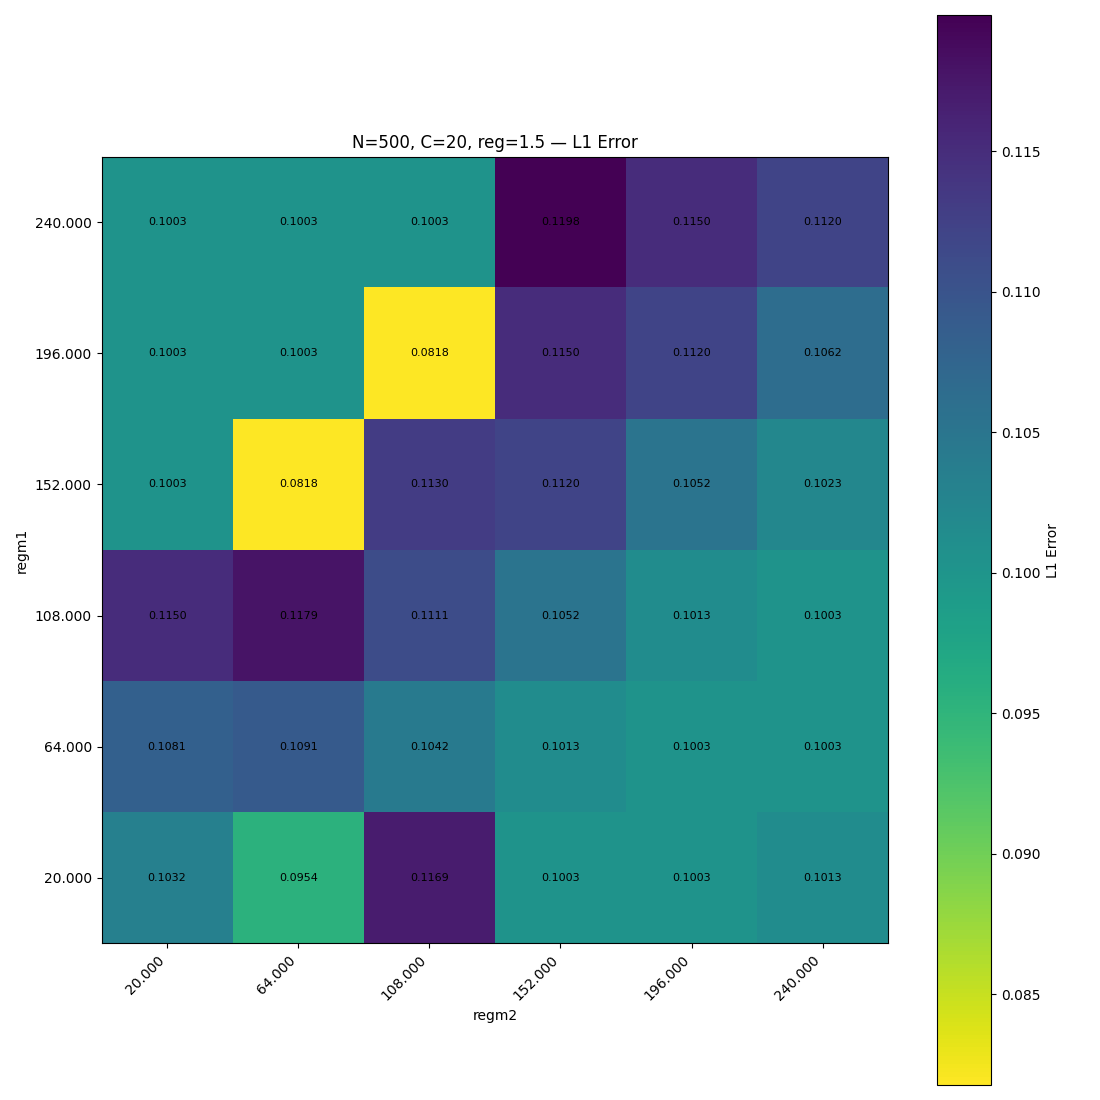 N=500, C=20, reg=1.5 — L1 Error
240.000 0.1003 0.1003 0.1003 0.1198 0.1150 0.1120
196.000 0.1003 0.1003 0.0818 0.1150 0.1120 0.1062
152.000 0.1003 0.0818 0.1130 0.1120 0.1052 0.1023
108.000 0.1150 0.1179 0.1111 0.1052 0.1013 0.1003
64.000 0.1081 0.1091 0.1042 0.1013 0.1003 0.1003
20.000 0.1032 0.0954 0.1169 0.1003 0.1003 0.1013
regm1
20.000 64.000 108.000 152.000 196.000 240.000
regm2
0.115
0.110
0.105
0.100
0.095
0.090
0.085
L1 Error